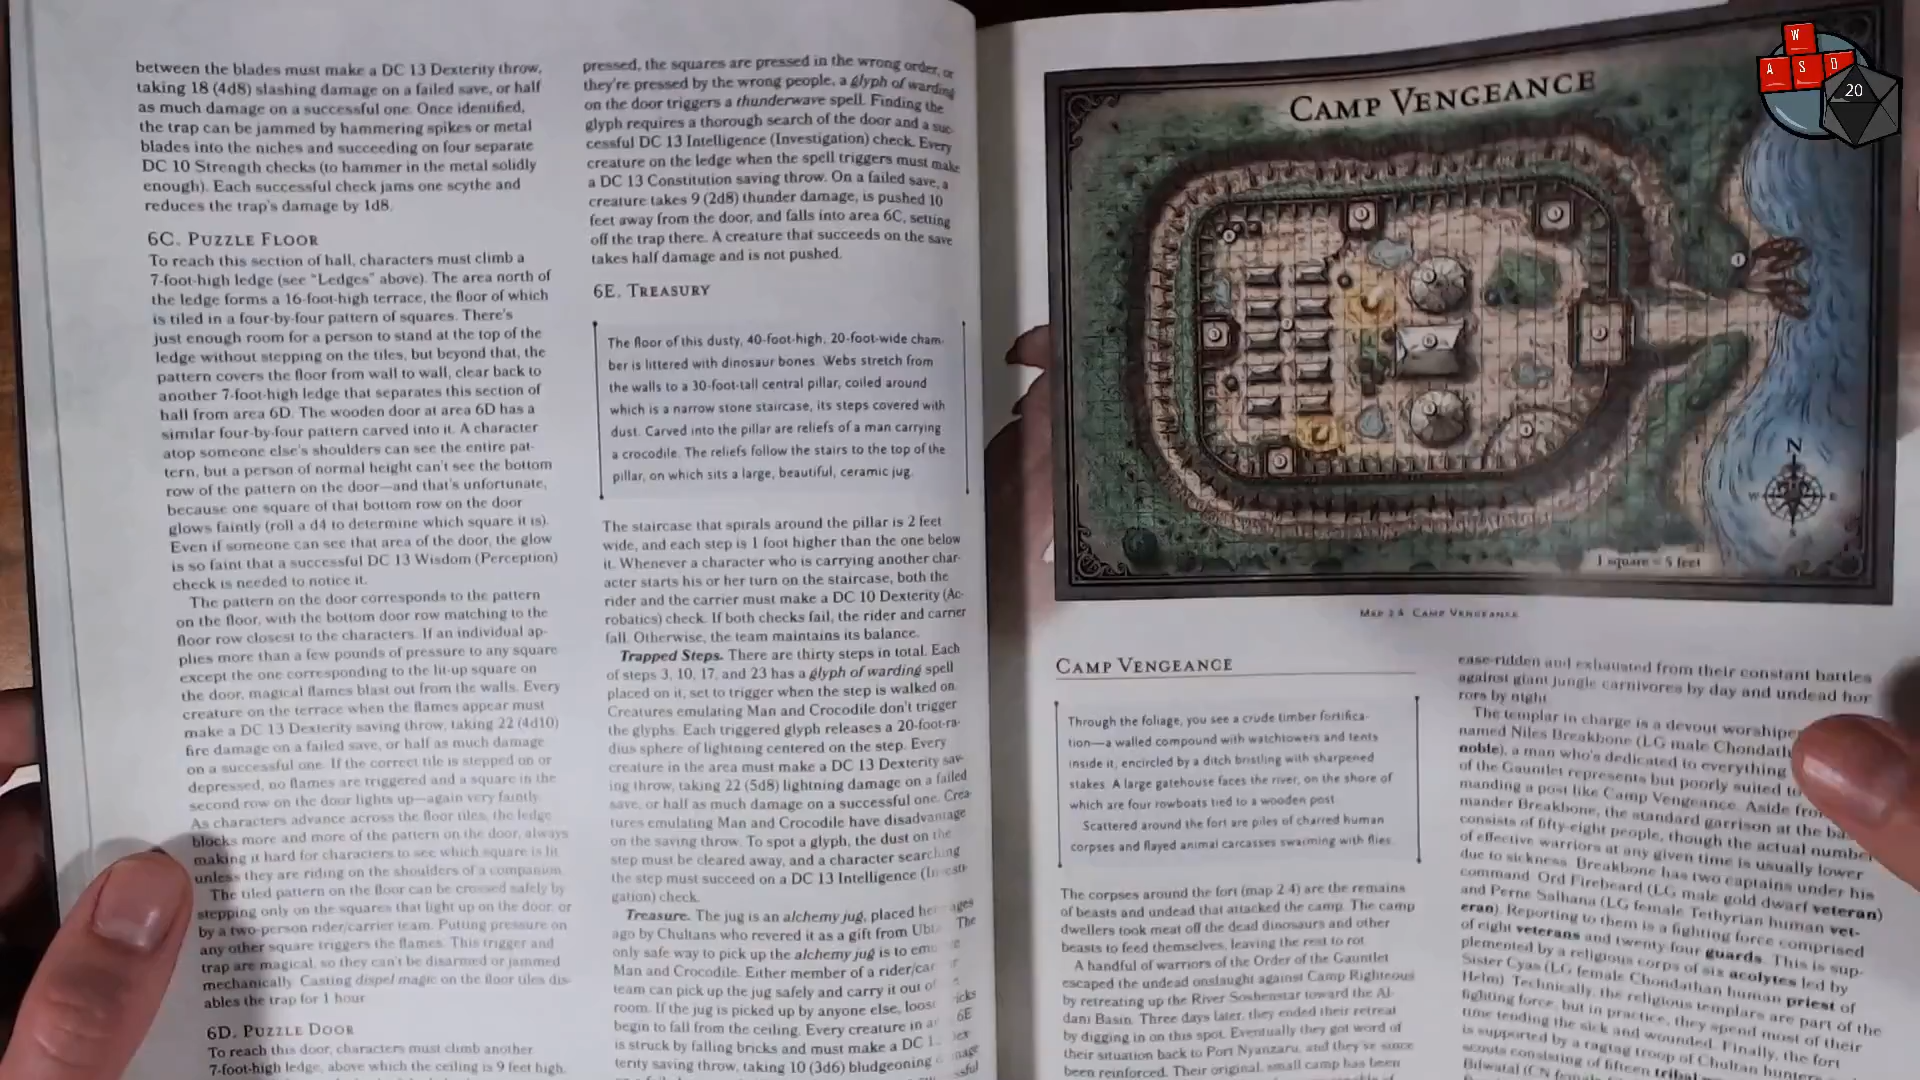 between the blades must make a DC 13 Dexterity throw,
taking 18 (4d8) slashing damage on a failed save, or half
as much damage on a successful one. Once identified,
the trap can be jammed by hammering spikes or metal
blades into the niches and succeeding on four separate
DC 10 Strength checks (to hammer in the metal solidly
enough). Each successful check jams one scythe and
reduces the trap's damage by 1d8.
6C. PUZZLE FLOOR
To reach this section of hall, characters must climb a
7-foot-high ledge (see "Ledges" above). The area north of
the ledge forms a 16-foot-high terrace, the floor of which
is tiled in a four-by-four pattern of squares. There's
just enough room for a person to stand at the top of the
ledge without stepping on the tiles, but beyond that, the
pattern covers the floor from wall to wall, clear back to
another 7-foot-high ledge that separates this section of
hall from area 6D. The wooden door at area 6D has a
similar four-by-four pattern carved into it. A character
atop someone else's shoulders can see the entire pat-
tern, but a person of normal height can't see the bottom
row of the pattern on the door—and that's unfortunate,
because one square of that bottom row on the door
glows faintly (roll a d4 to determine which square it is).
Even if someone can see that area of the door, the glow
is so faint that a successful DC 13 Wisdom (Perception)
check is needed to notice it.
The pattern on the door corresponds to the pattern
on the floor, with the bottom door row matching to the
floor row closest to the characters. If an individual ap-
plies more than a few pounds of pressure to any square
except the one corresponding to the lit-up square on
the door, magical flames blast out from the walls. Every
creature on the terrace when the flames appear must
make a DC 13 Dexterity saving throw, taking 22 (4d10)
fire damage on a failed save, or half as much damage
on a successful one. If the correct tile is stepped on or
depressed, no flames are triggered and a square in the
second row on the door lights up—again very faintly.
As characters advance across the floor tiles, the ledge
blocks more and more of the pattern on the door, always
making it hard for characters to see which square is lit
unless they are riding on the shoulders of a companion.
The tiled pattern on the floor can be crossed safely by
stepping only on the squares that light up on the door, or
by a two-person rider/carrier team. Putting pressure on
any other square triggers the flames. This trigger and
trap are magical, so they can't be disarmed or jammed
mechanically. Casting dispel magic on the floor tiles dis-
ables the trap for 1 hour.
6D. PUZZLE DOOR
To reach this door, characters must climb another
7-foot-high ledge, above which the ceiling is 9 feet high.
pressed, the squares are pressed in the wrong order, or
they're pressed by the wrong people, a glyph of warding
on the door triggers a thunderwave spell. Finding the
glyph requires a thorough search of the door and a suc-
cessful DC 13 Intelligence (Investigation) check. Every
creature on the ledge when the spell triggers must make
a DC 13 Constitution saving throw. On a failed save, a
creature takes 9 (2d8) thunder damage, is pushed 10
feet away from the door, and falls into area 6C, setting
off the trap there. A creature that succeeds on the save
takes half damage and is not pushed.
6E. TREASURY
The floor of this dusty, 40-foot-high, 20-foot-wide cham-
ber is littered with dinosaur bones. Webs stretch from
the walls to a 30-foot-tall central pillar, coiled around
which is a narrow stone staircase, its steps covered with
dust. Carved into the pillar are reliefs of a man carrying
a crocodile. The reliefs follow the stairs to the top of the
pillar, on which sits a large, beautiful, ceramic jug.
The staircase that spirals around the pillar is 2 feet
wide, and each step is 1 foot higher than the one below
it. Whenever a character who is carrying another char-
acter starts his or her turn on the staircase, both the
rider and the carrier must make a DC 10 Dexterity (Ac-
robatics) check. If both checks fail, the rider and carrier
fall. Otherwise, the team maintains its balance.
Trapped Steps. There are thirty steps in total. Each
of steps 3, 10, 17, and 23 has a glyph of warding spell
placed on it, set to trigger when the step is walked on.
Creatures emulating Man and Crocodile don't trigger
the glyphs. Each triggered glyph releases a 20-foot-ra-
dius sphere of lightning centered on the step. Every
creature in the area must make a DC 13 Dexterity sav-
ing throw, taking 22 (5d8) lightning damage on a failed
save, or half as much damage on a successful one. Crea-
tures emulating Man and Crocodile have disadvantage
on the saving throw. To spot a glyph, the dust on the
step must be cleared away, and a character searching
the step must succeed on a DC 13 Intelligence
gation) check.
Treasure. The jug is an alchemy jug, placed here ages
ago by Chultans who revered it as a gift from The
only safe way to pick up the alchemy jug is to
Man and Crocodile. Either member of a
team can pick up the jug safely and carry it out of
room. If the jug is picked up by anyone else, loose
begin to fall from the ceiling. Every creature in 6E
is struck by falling bricks and must make a DC
terity saving throw, taking 10 (3d6) bludgeoning
CAMP VENGEANCE
N
W
E
S
1 square = 5 feet
MAP 2.4: CAMP VENGEANCE
CAMP VENGEANCE
Through the foliage, you see a crude timber fortifica-
tion—a walled compound with watchtowers and tents
inside it, encircled by a ditch bristling with sharpened
stakes. A large gatehouse faces the river, on the shore of
which are four rowboats tied to a wooden post.
Scattered around the fort are piles of charred human
corpses and flayed animal carcasses swarming with flies.
The corpses around the fort (map 2.4) are the remains
of beasts and undead that attacked the camp. The camp
dwellers took meat off the dead dinosaurs and other
beasts to feed themselves, leaving the rest to rot.
A handful of warriors of the Order of the Gauntlet
escaped the undead onslaught against Camp Righteous
by retreating up the River Soshenstar toward the Al-
dani Basin. Three days later, they ended their retreat
by digging in on this spot. Eventually they got word of
their situation back to Port Nyanzaru, and they've since
been reinforced. Their original, small camp has been
ease-ridden and exhausted from their constant battles
against giant jungle carnivores by day and undead hor-
rors by night.
The templar in charge is a devout
named Niles Breakbone (LG male
noble), a man who's dedicated to everything
of the Gauntlet represents but poorly suited to
manding a post like Camp Vengeance. Aside
mander Breakbone, the standard garrison at the
consists of fifty-eight people, though the actual number
of effective warriors at any given time is usually lower
due to sickness. Breakbone has two captains under his
command: Ord Firebeard (LG male gold dwarf veteran)
and Perne Salhana (LG female Tethyrian human vet-
eran). Reporting to them is a fighting force comprised
of eight veterans and twenty-four guards. This is sup-
plemented by a religious corps of six acolytes led by
Sister Cyas (LG female Chondathan human priest of
Helm). Technically, the religious templars are part of the
fighting force, but in practice, they spend most of their
time tending the sick and wounded. Finally, the fort
is supported by a ragtag troop of Chultan hunters
scouts consisting of fifteen tribal
W
A S D
20